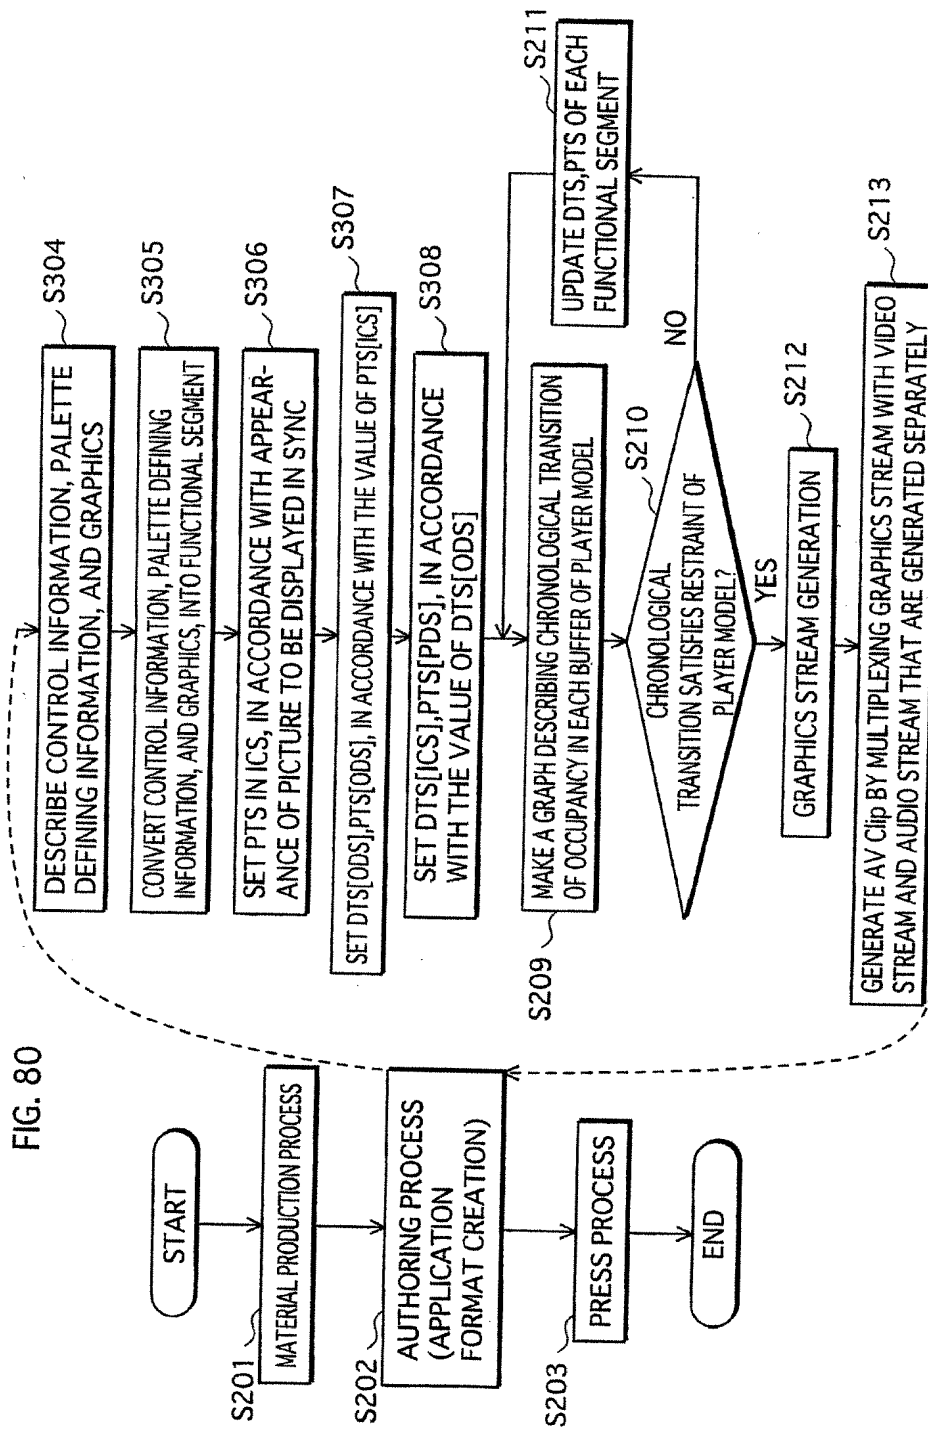 FIG. 80
START
S201
MATERIAL PRODUCTION PROCESS
S202
AUTHORING PROCESS
(APPLICATION
FORMAT CREATION)
S203
PRESS PROCESS
END
S304
DESCRIBE CONTROL INFORMATION, PALETTE
DEFINING INFORMATION, AND GRAPHICS
S305
CONVERT CONTROL INFORMATION, PALETTE DEFINING
INFORMATION, AND GRAPHICS, INTO FUNCTIONAL SEGMENT
S306
SET PTS IN ICS, IN ACCORDANCE WITH APPEAR-
ANCE OF PICTURE TO BE DISPLAYED IN SYNC
S307
SET DTS[ODS],PTS[ODS], IN ACCORDANCE WITH THE VALUE OF PTS[ICS]
S308
SET DTS[ICS],PTS[PDS], IN ACCORDANCE
WITH THE VALUE OF DTS[ODS]
S209
MAKE A GRAPH DESCRIBING CHRONOLOGICAL TRANSITION
OF OCCUPANCY IN EACH BUFFER OF PLAYER MODEL
S210
CHRONOLOGICAL
TRANSITION SATISFIES RESTRAINT OF
PLAYER MODEL?
NO
S211
UPDATE DTS,PTS OF EACH
FUNCTIONAL SEGMENT
YES
S212
GRAPHICS STREAM GENERATION
S213
GENERATE AV Clip BY MULTIPLEXING GRAPHICS STREAM WITH VIDEO
STREAM AND AUDIO STREAM THAT ARE GENERATED SEPARATELY